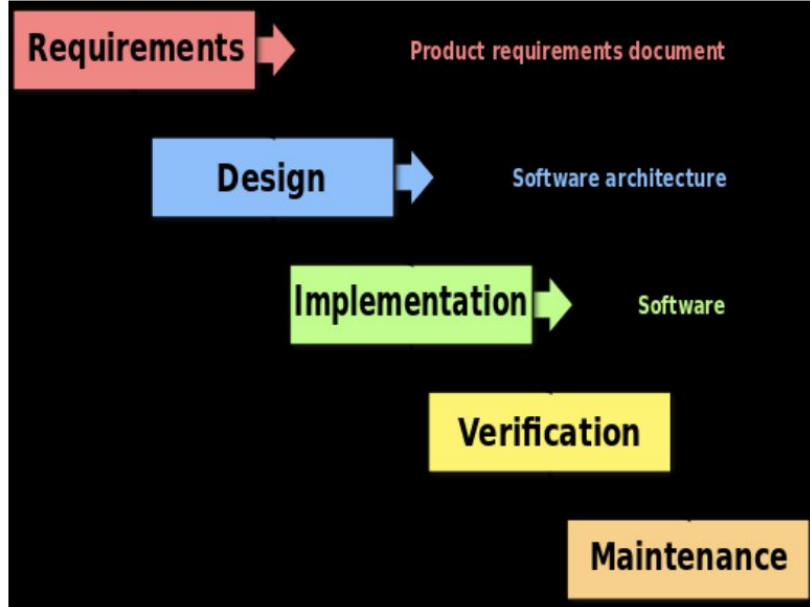 Requirements
Product requirements document
Design
Software architecture
Implementation
Software
Verification
Maintenance